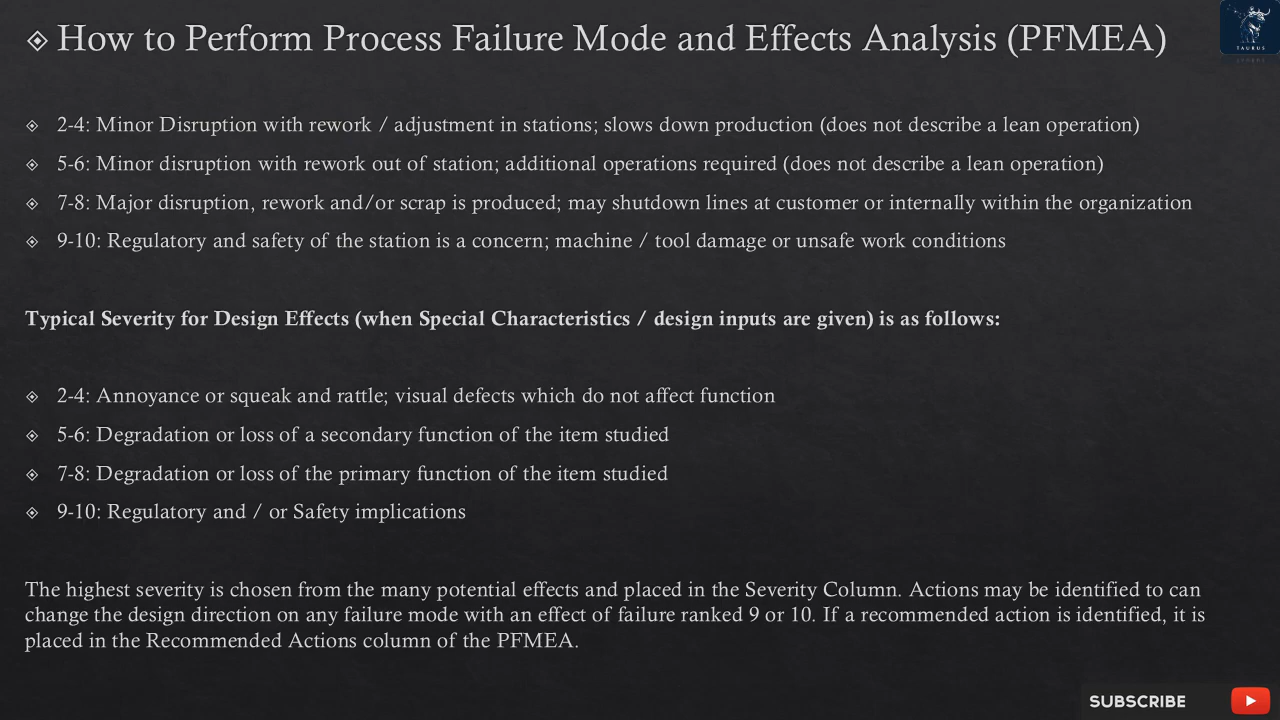 How to Perform Process Failure Mode and Effects Analysis (PFMEA)
TAURUS
2-4: Minor Disruption with rework / adjustment in stations; slows down production (does not describe a lean operation)
5-6: Minor disruption with rework out of station; additional operations required (does not describe a lean operation)
7-8: Major disruption, rework and/or scrap is produced; may shutdown lines at customer or internally within the organization
9-10: Regulatory and safety of the station is a concern; machine / tool damage or unsafe work conditions
Typical Severity for Design Effects (when Special Characteristics / design inputs are given) is as follows:
2-4: Annoyance or squeak and rattle; visual defects which do not affect function
5-6: Degradation or loss of a secondary function of the item studied
7-8: Degradation or loss of the primary function of the item studied
9-10: Regulatory and / or Safety implications
The highest severity is chosen from the many potential effects and placed in the Severity Column. Actions may be identified to can
change the design direction on any failure mode with an effect of failure ranked 9 or 10. If a recommended action is identified, it is
placed in the Recommended Actions column of the PFMEA.
SUBSCRIBE